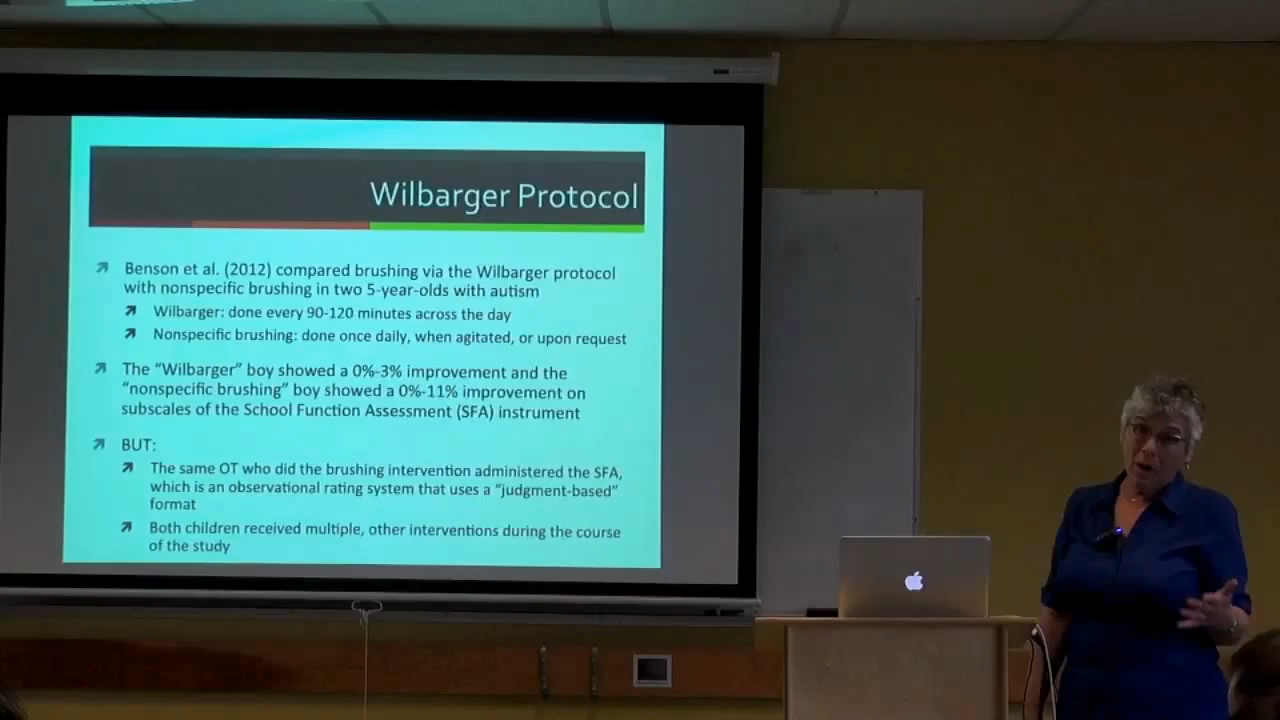 Wilbarger Protocol
Benson et al. (2012) compared brushing via the Wilbarger protocol
with nonspecific brushing in two 5-year-olds with autism
Wilbarger: done every 90-120 minutes across the day
Nonspecific brushing: done once daily, when agitated, or upon request
The “Wilbarger” boy showed a 0%-3% improvement and the
“nonspecific brushing” boy showed a 0%-11% improvement on
subscales of the School Function Assessment (SFA) instrument
BUT:
The same OT who did the brushing intervention administered the SFA,
which is an observational rating system that uses a “judgment-based”
format
Both children received multiple, other interventions during the course
of the study